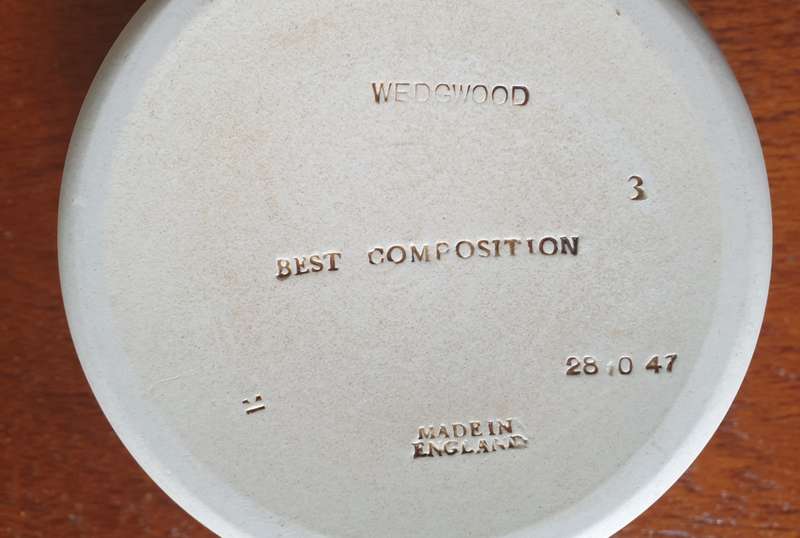 WEDGWOOD
3
BEST COMPOSITION
28 10 47
MADE IN
ENGLAND